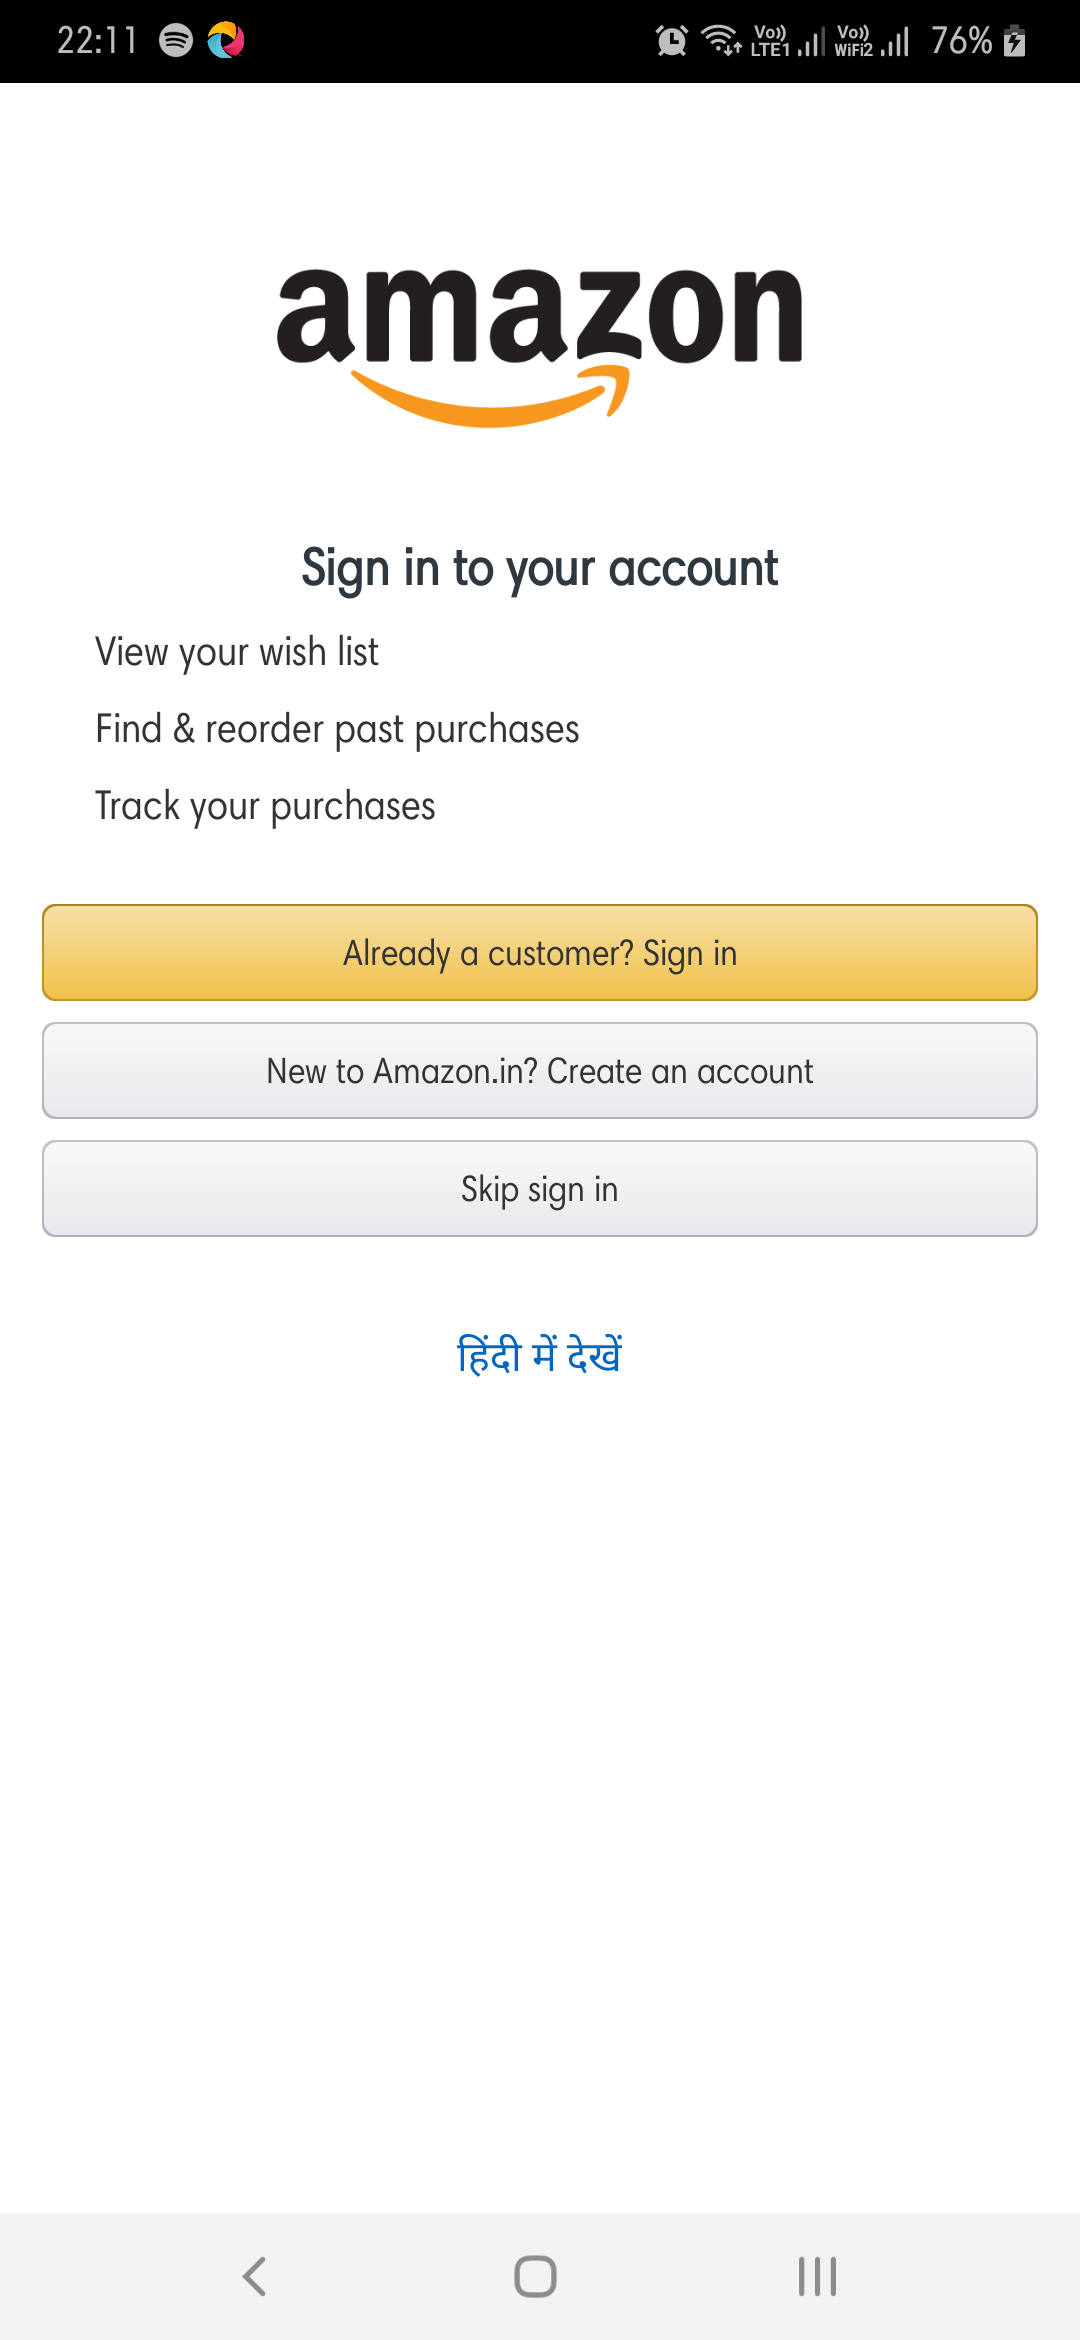 22:11 Vo)) LTE1 Vo)) WiFi2 76%
amazon
Sign in to your account
View your wish list
Find & reorder past purchases
Track your purchases
Already a customer? Sign in
New to Amazon.in? Create an account
Skip sign in
हिंदी में देखें